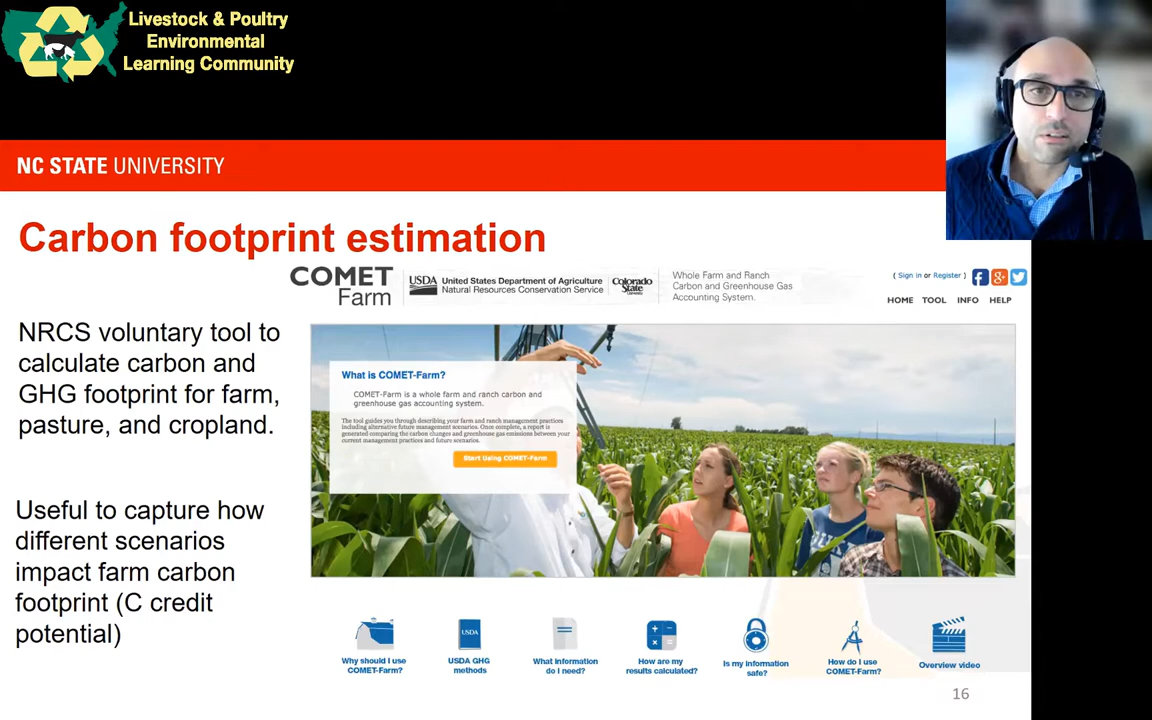 Livestock & Poultry
Environmental
Learning Community
NC STATE UNIVERSITY
Carbon footprint estimation
COMET
Farm
USDA
United States Department of Agriculture
Natural Resources Conservation Service
Colorado
State
University
Whole Farm and Ranch
Carbon and Greenhouse Gas
Accounting System.
( Sign in or Register )
HOME TOOL INFO HELP
NRCS voluntary tool to
calculate carbon and
GHG footprint for farm,
pasture, and cropland.
What is COMET-Farm?
COMET-Farm is a whole farm and ranch carbon and
greenhouse gas accounting system.
The tool guides you through describing your farm and ranch management practices
including alternative future management scenarios. Once complete, a report is
generated comparing the carbon changes and greenhouse gas emissions between your
current management practices and future scenarios.
Start Using COMET-Farm
Useful to capture how
different scenarios
impact farm carbon
footprint (C credit
potential)
USDA
Why should I use
COMET-Farm?
USDA GHG
methods
What information
do I need?
How are my
results calculated?
Is my information
safe?
How do I use
COMET-Farm?
Overview video
16